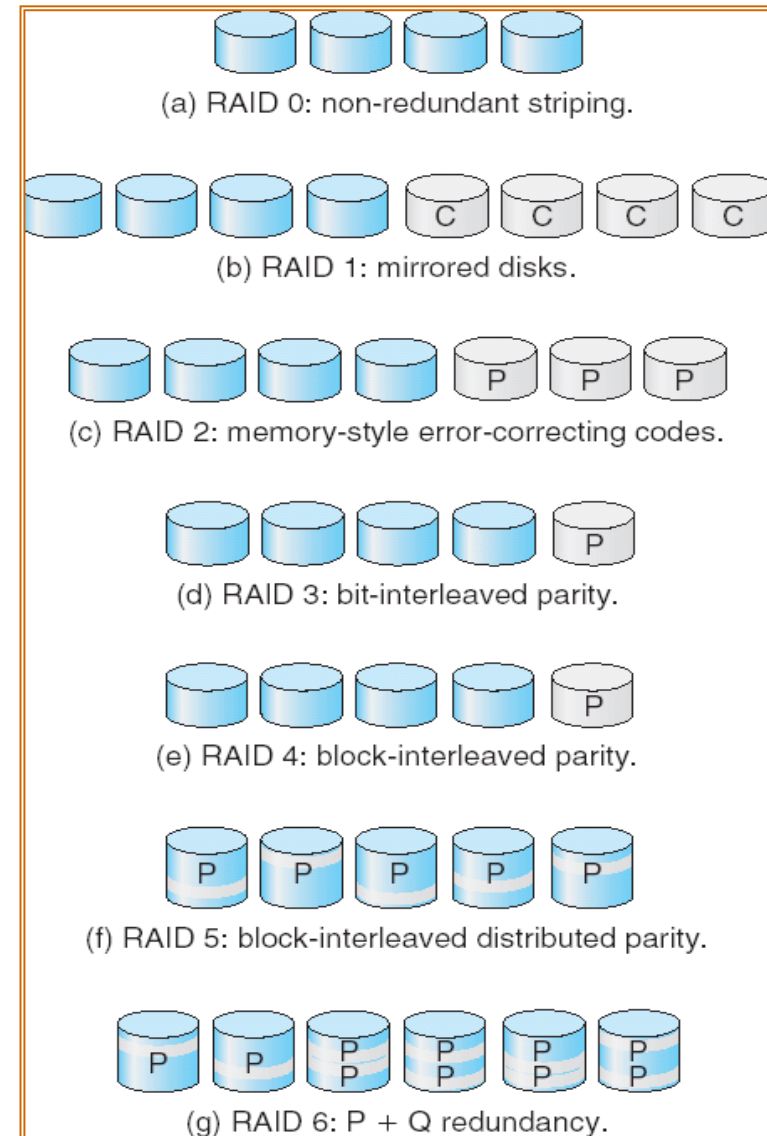 (a) RAID 0: non-redundant striping.
C C C C
(b) RAID 1: mirrored disks.
P P P
(c) RAID 2: memory-style error-correcting codes.
P
(d) RAID 3: bit-interleaved parity.
P
(e) RAID 4: block-interleaved parity.
P P P P P
(f) RAID 5: block-interleaved distributed parity.
P P P P P P
P P P P
(g) RAID 6: P + Q redundancy.